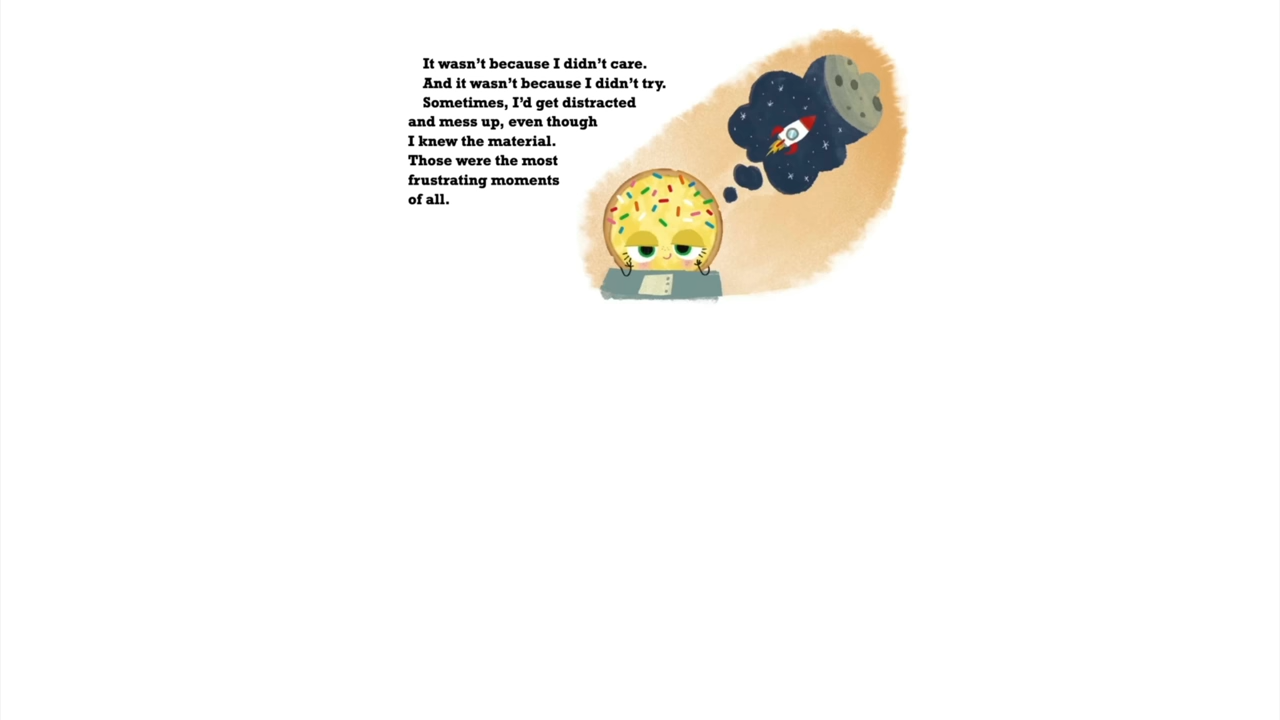 It wasn’t because I didn’t care.
And it wasn’t because I didn’t try.
Sometimes, I’d get distracted
and mess up, even though
I knew the material.
Those were the most
frustrating moments
of all.